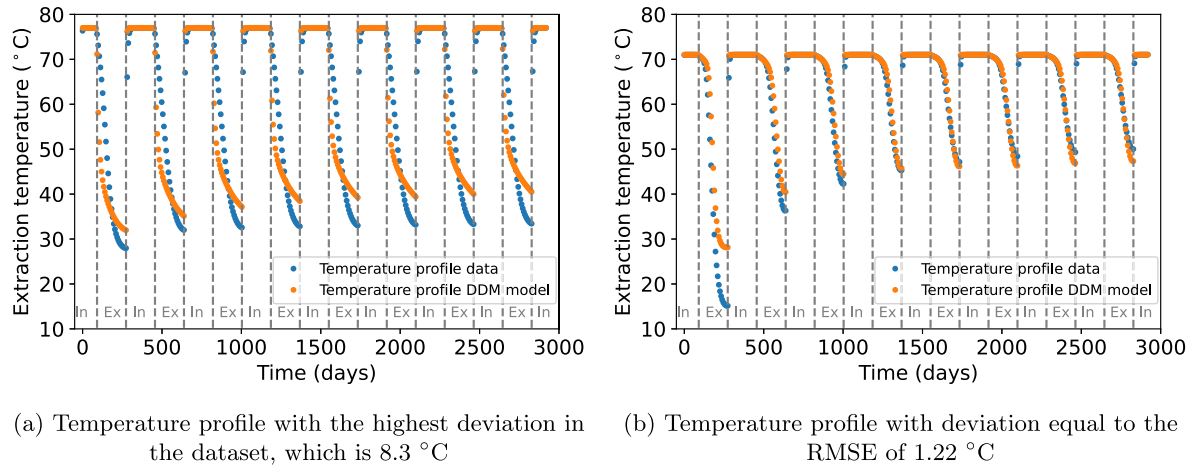 80
70
60
50
40
30
20
10
Extraction temperature (°C)
Temperature profile data
Temperature profile DDM model
In Ex In In Ex In Ex In Ex In Ex In Ex In Ex In
0 500 1000 1500 2000 2500 3000
Time (days)
(a) Temperature profile with the highest deviation in
the dataset, which is 8.3 °C
80
70
60
50
40
30
20
10
Extraction temperature (°C)
Temperature profile data
Temperature profile DDM model
In Ex In In Ex In Ex In Ex In Ex In Ex In Ex In
0 500 1000 1500 2000 2500 3000
Time (days)
(b) Temperature profile with deviation equal to the
RMSE of 1.22 °C